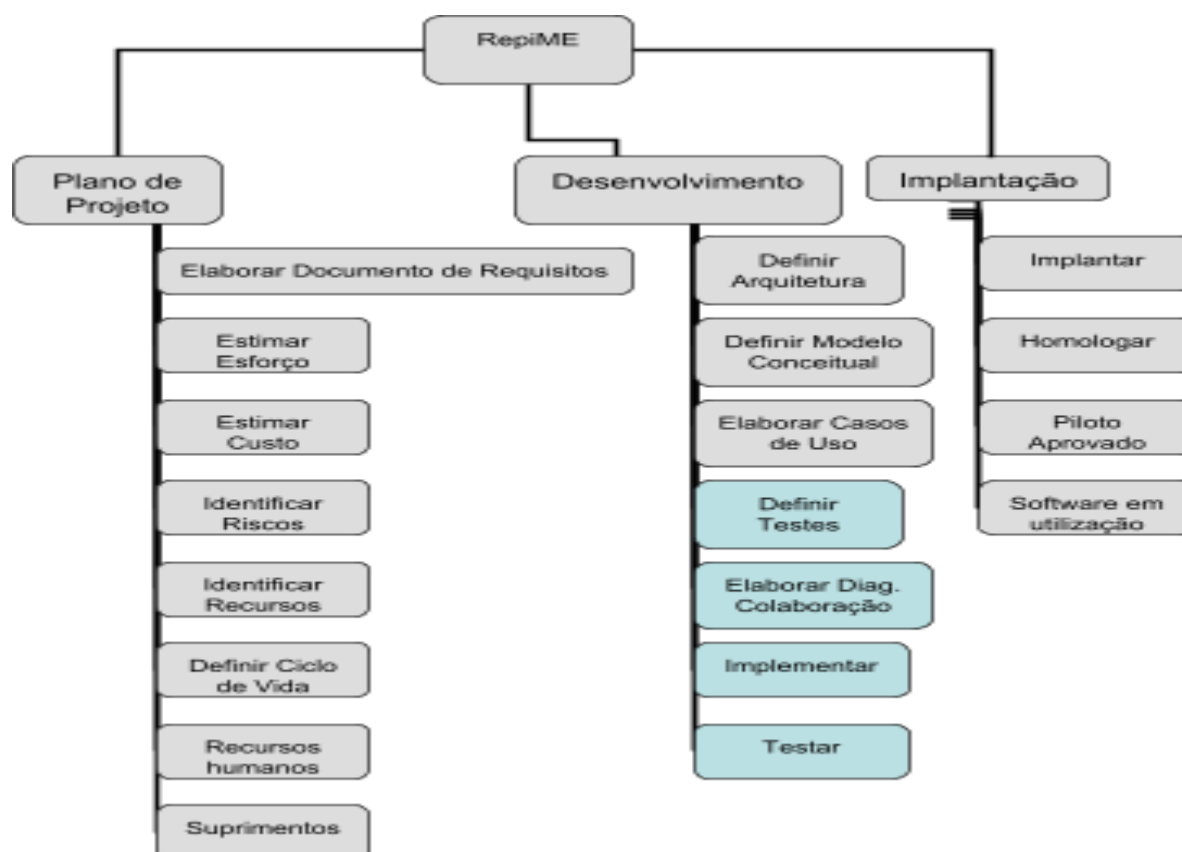 RepiME
Plano de
Projeto
Desenvolvimento
Implantação
Elaborar Documento de Requisitos
Estimar
Esforço
Estimar
Custo
Identificar
Riscos
Identificar
Recursos
Definir Ciclo
de Vida
Recursos
humanos
Suprimentos
Definir
Arquitetura
Definir Modelo
Conceitual
Elaborar Casos
de Uso
Definir
Testes
Elaborar Diag.
Colaboração
Implementar
Testar
Implantar
Homologar
Piloto
Aprovado
Software em
utilização